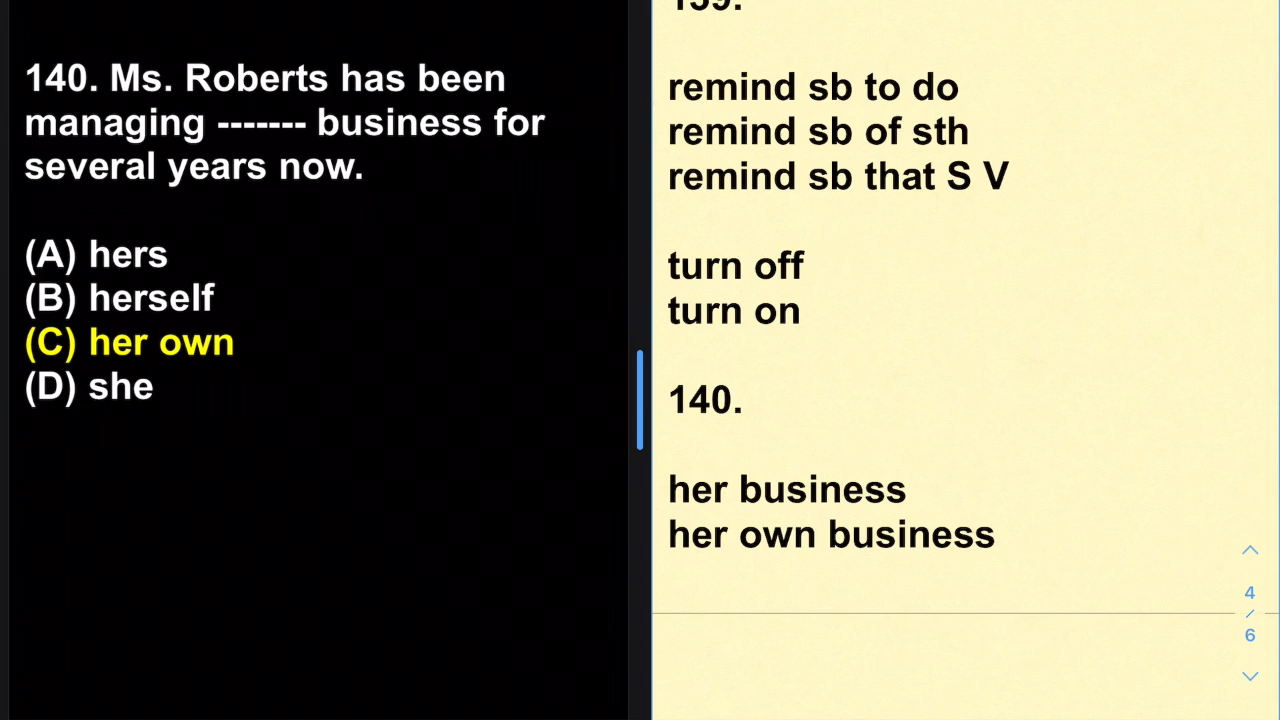 140. Ms. Roberts has been
managing ------- business for
several years now.
(A) hers
(B) herself
(C) her own
(D) she
139.
remind sb to do
remind sb of sth
remind sb that S V
turn off
turn on
140.
her business
her own business
4
/
6